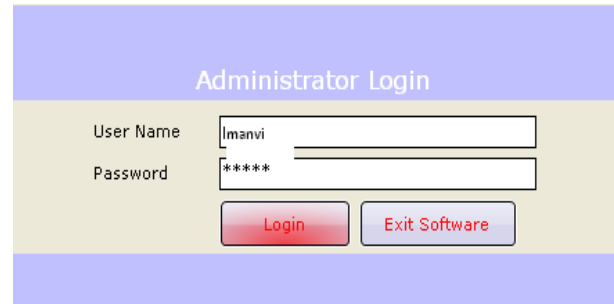 Administrator Login
User Name
lmanvi
Password
*****
Login
Exit Software